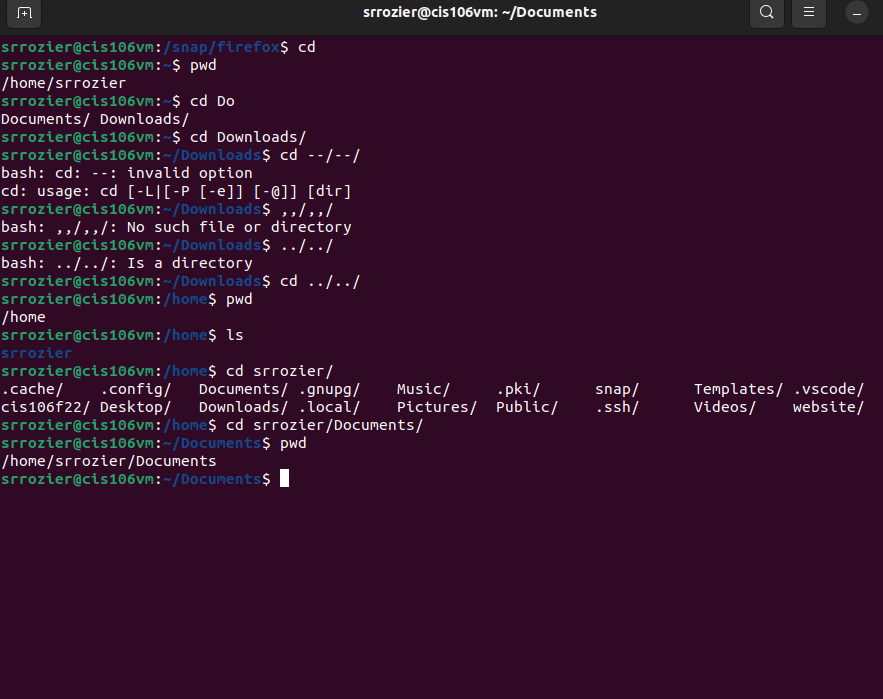 srrozier@cis106vm: ~/Documents
srrozier@cis106vm:/snap/firefox$ cd
srrozier@cis106vm:~$ pwd
/home/srrozier
srrozier@cis106vm:~$ cd Do
Documents/ Downloads/
srrozier@cis106vm:~$ cd Downloads/
srrozier@cis106vm:~/Downloads$ cd --/--/
bash: cd: --: invalid option
cd: usage: cd [-L|[-P [-e]] [-@]] [dir]
srrozier@cis106vm:~/Downloads$ ,,/,,/
bash: ,,/,,/: No such file or directory
srrozier@cis106vm:~/Downloads$ ../../
bash: ../../: Is a directory
srrozier@cis106vm:~/Downloads$ cd ../../
srrozier@cis106vm:/home$ pwd
/home
srrozier@cis106vm:/home$ ls
srrozier
srrozier@cis106vm:/home$ cd srrozier/
.cache/    .config/   Documents/ .gnupg/    Music/     .pki/      snap/      Templates/ .vscode/
cis106f22/ Desktop/   Downloads/ .local/    Pictures/  Public/    .ssh/      Videos/    website/
srrozier@cis106vm:/home$ cd srrozier/Documents/
srrozier@cis106vm:~/Documents$ pwd
/home/srrozier/Documents
srrozier@cis106vm:~/Documents$